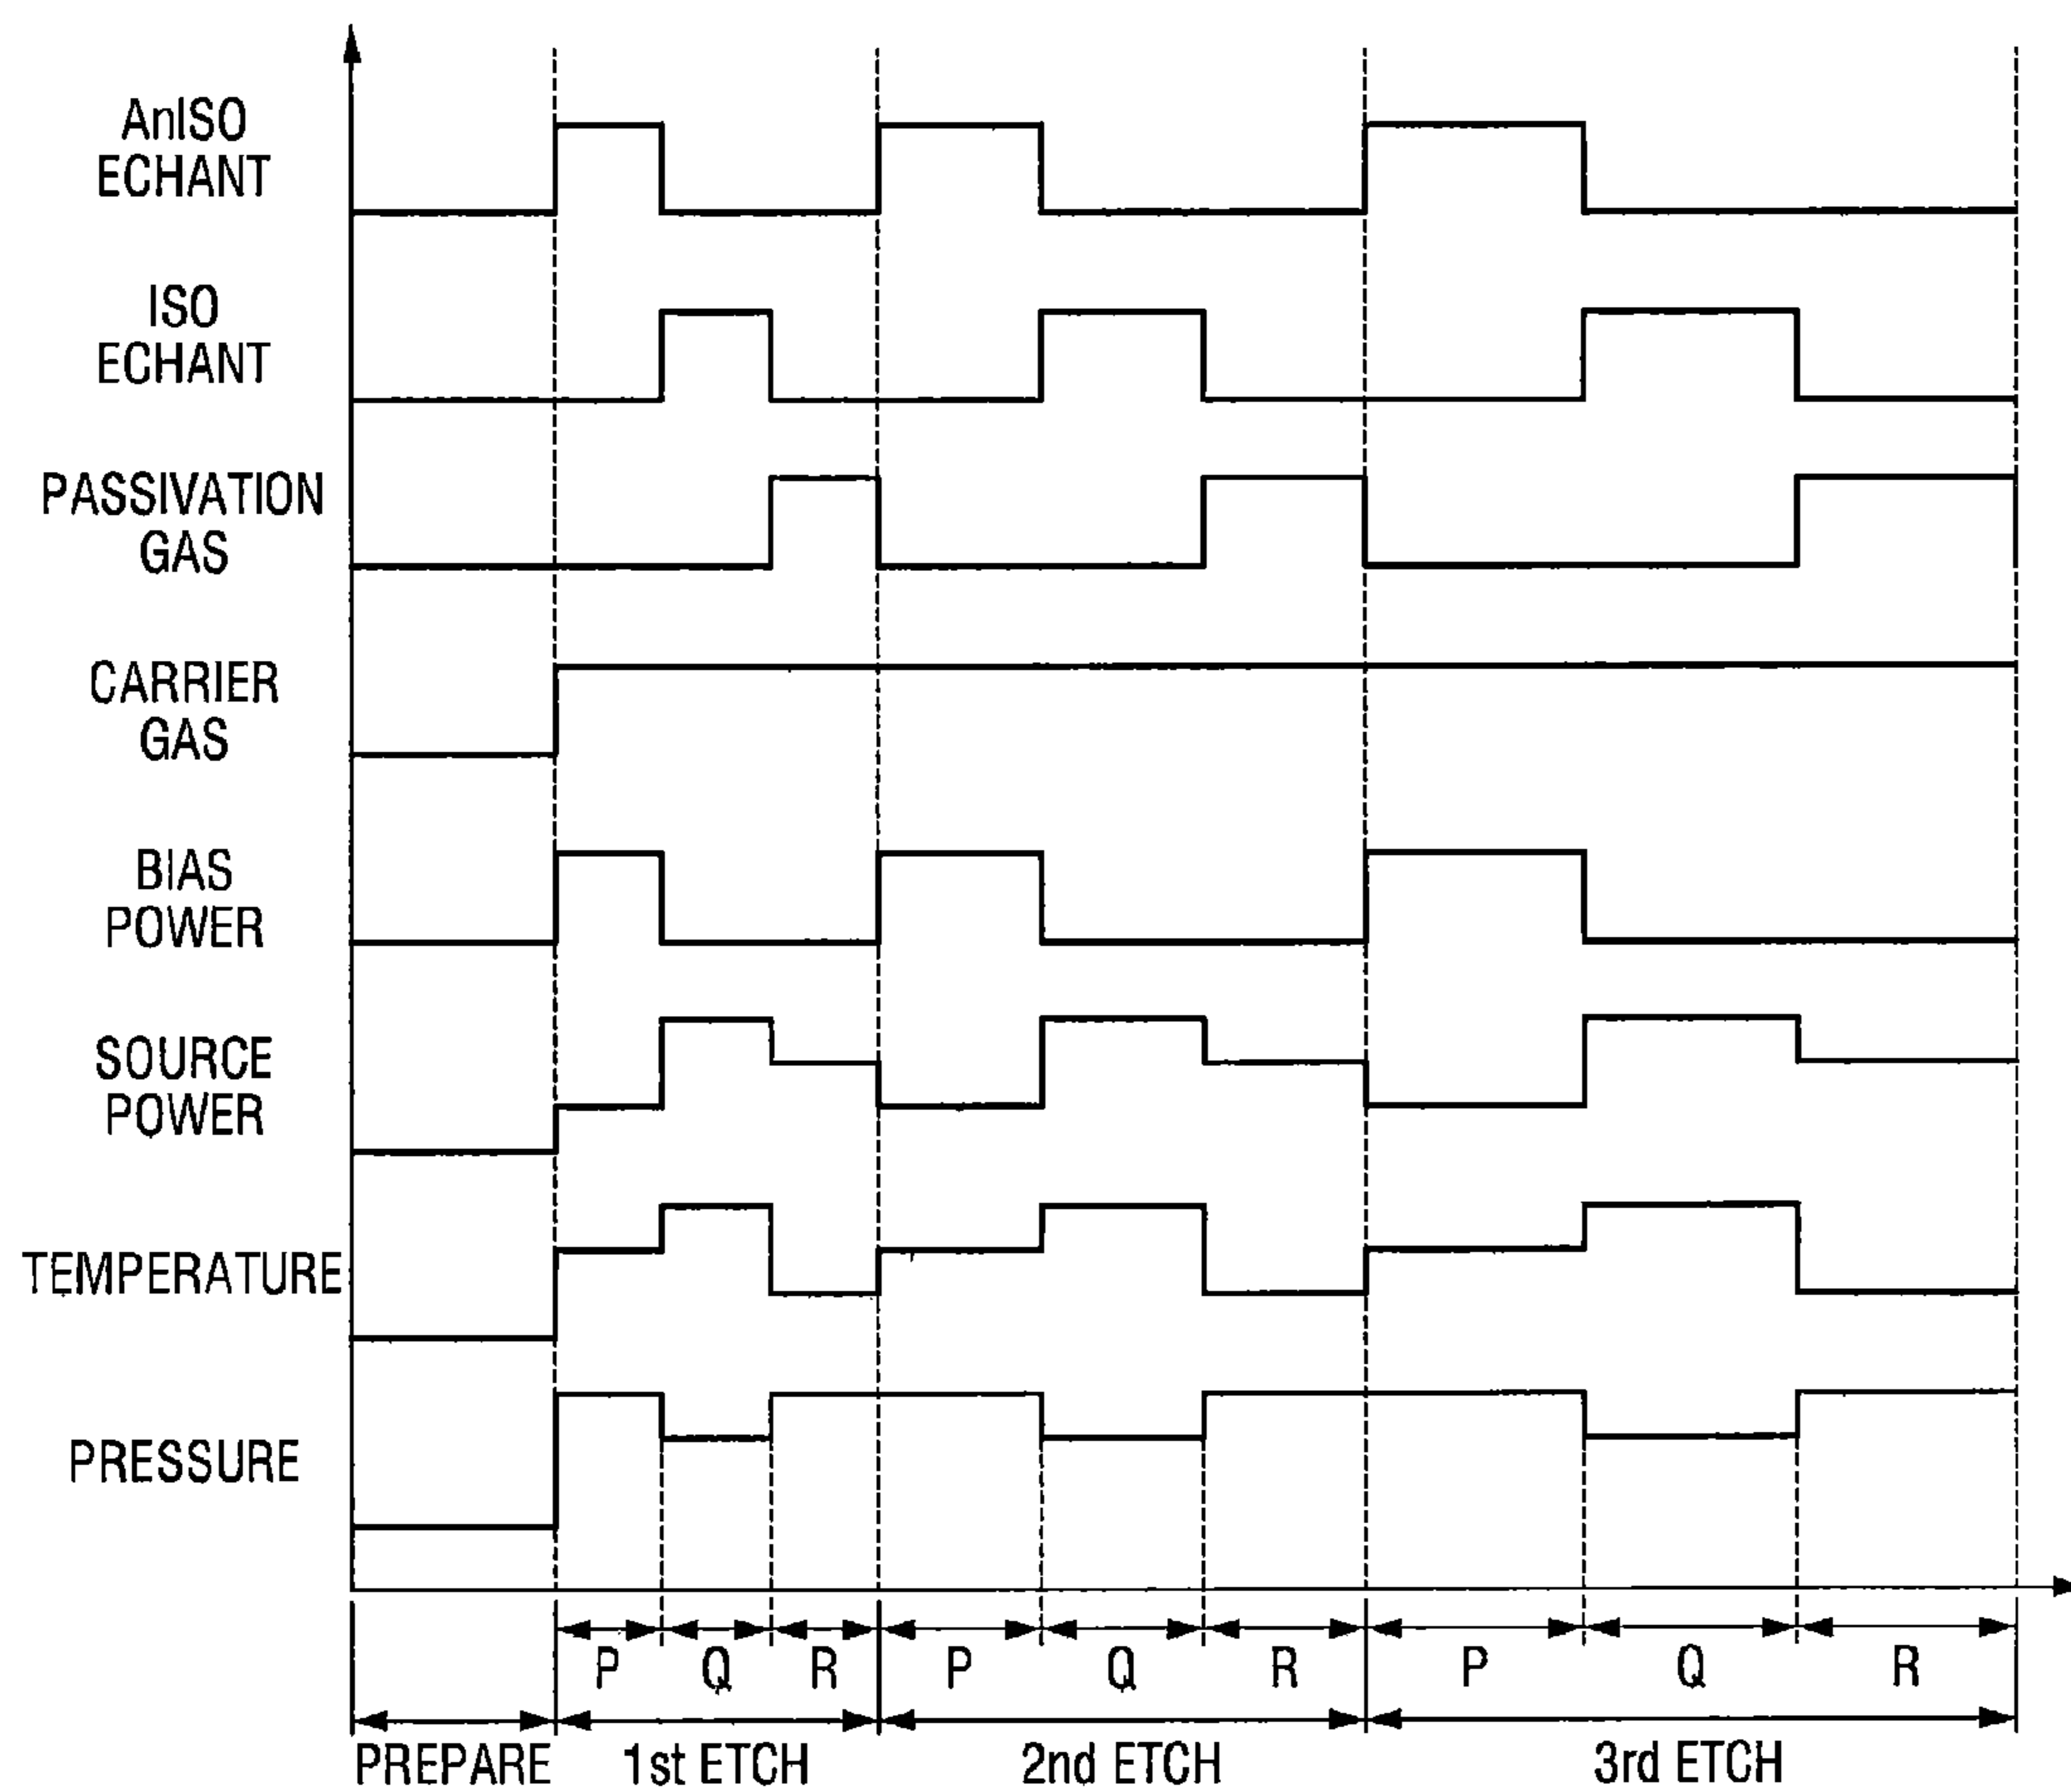 AnISO
ECHANT
ISO
ECHANT
PASSIVATION
GAS
CARRIER
GAS
BIAS
POWER
SOURCE
POWER
TEMPERATURE
PRESSURE
P Q R P Q R P Q R
PREPARE 1st ETCH 2nd ETCH 3rd ETCH